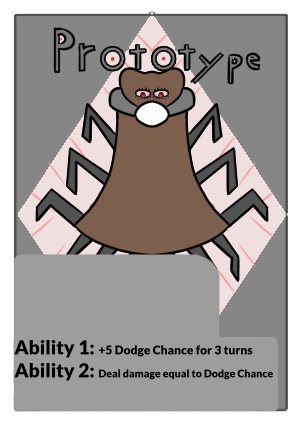 Prototype
Ability 1: +5 Dodge Chance for 3 turns
Ability 2: Deal damage equal to Dodge Chance